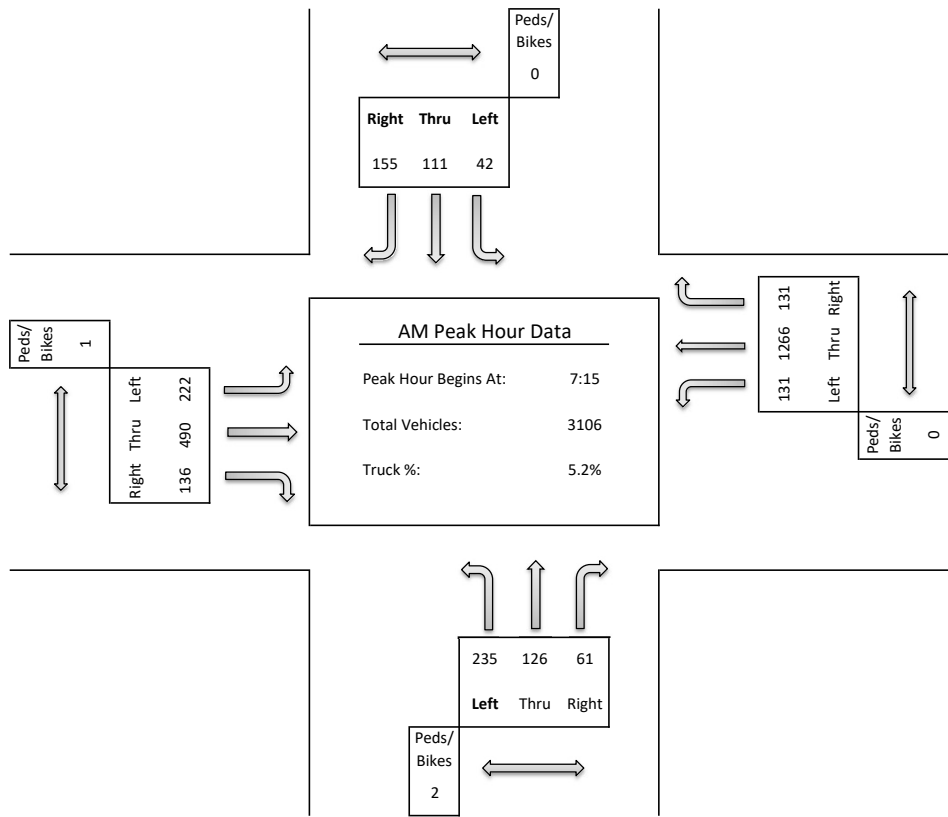 Peds/
Bikes
0
Right Thru Left
155 111 42
Peds/
Bikes
1
Left 222
Thru 490
Right 136
AM Peak Hour Data
Peak Hour Begins At: 7:15
Total Vehicles: 3106
Truck %: 5.2%
131 Right
1266 Thru
131 Left
Peds/
Bikes
0
235 126 61
Left Thru Right
Peds/
Bikes
2